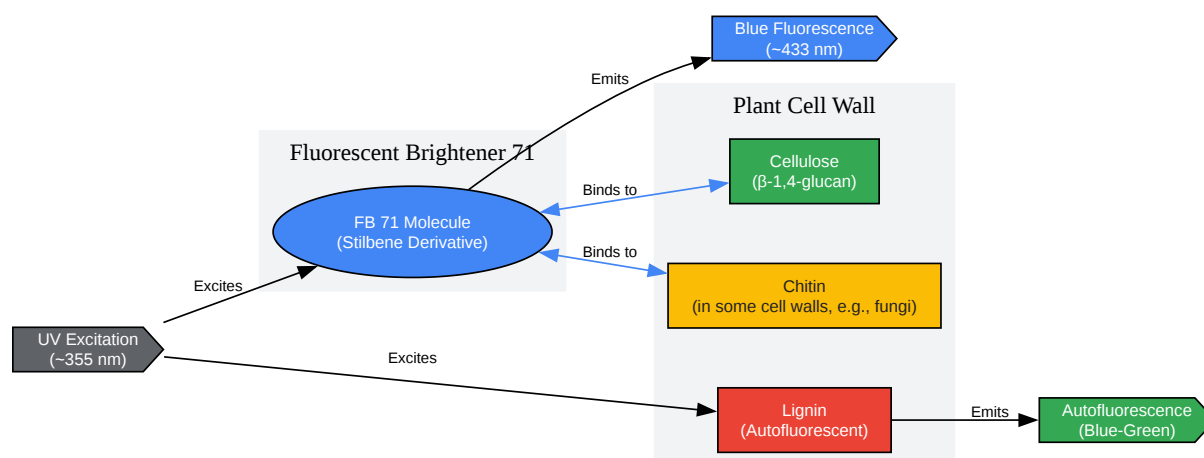 Blue Fluorescence
(~433 nm)
Emits
Plant Cell Wall
Fluorescent Brightener 71
Cellulose
(β-1,4-glucan)
Binds to
FB 71 Molecule
(Stilbene Derivative)
Binds to
Chitin
(in some cell walls, e.g., fungi)
Excites
UV Excitation
(~355 nm)
Excites
Lignin
(Autofluorescent)
Emits
Autofluorescence
(Blue-Green)